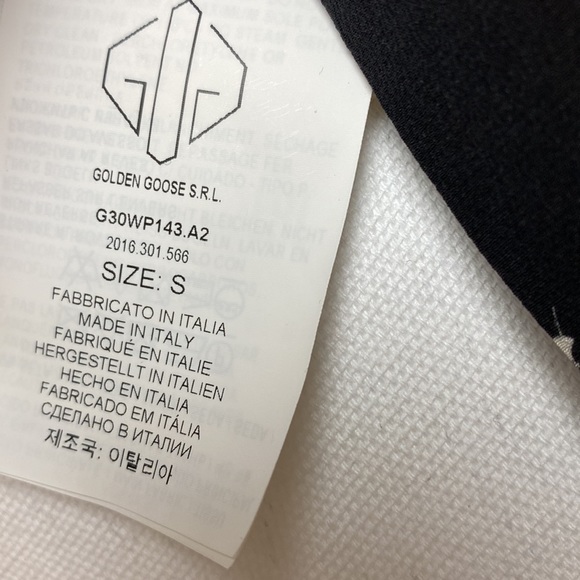 GOLDEN GOOSE S.R.L.
G30WP143.A2
2016.301.566
SIZE: S
FABBRICATO IN ITALIA
MADE IN ITALY
FABRIQUÉ EN ITALIE
HERGESTELLT IN ITALIEN
HECHO EN ITALIA
FABRICADO EM ITÁLIA
СДЕЛАНО В ИТАЛИИ
제조국: 이탈리아